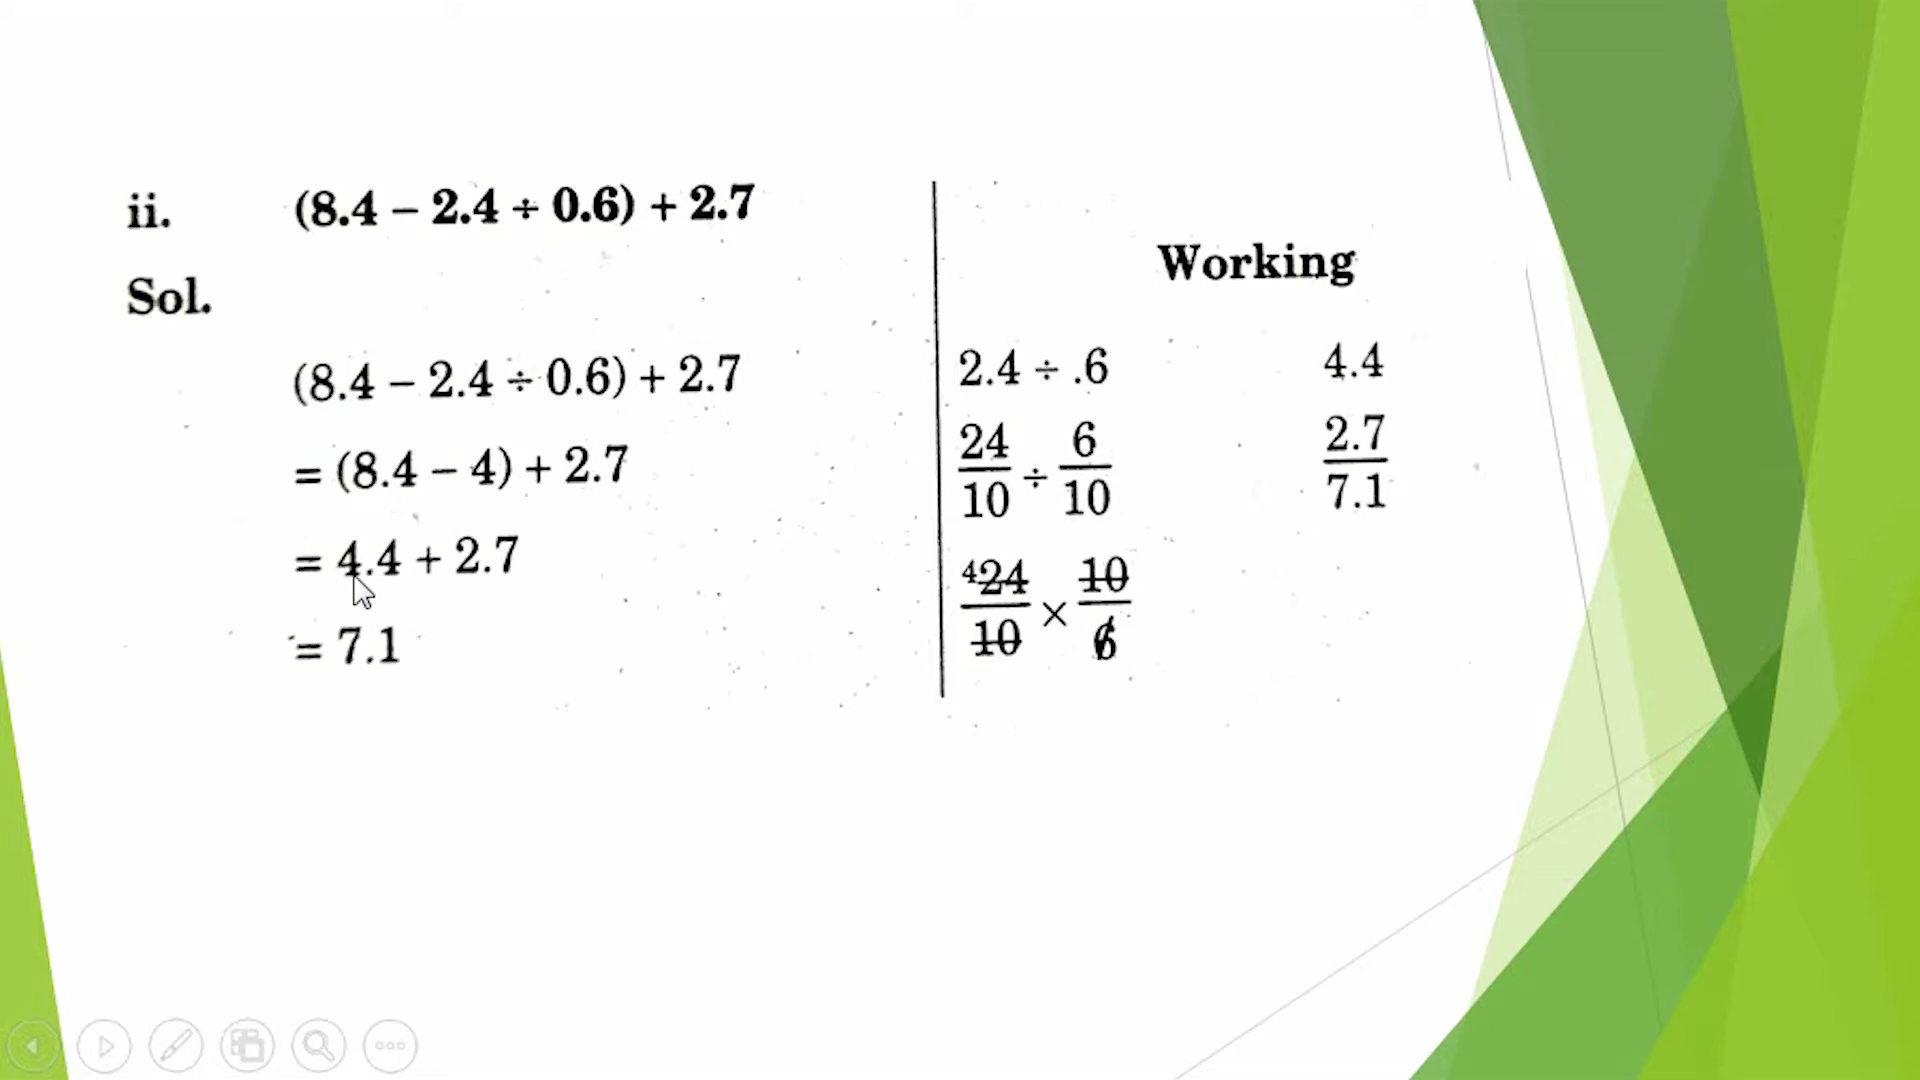 ii. (8.4 – 2.4 ÷ 0.6) + 2.7
Sol.
(8.4 – 2.4 ÷ 0.6) + 2.7
= (8.4 – 4) + 2.7
= 4.4 + 2.7
= 7.1
Working
2.4 ÷ .6
24/10 ÷ 6/10
⁴24/10 × 10/6
4.4
2.7
7.1